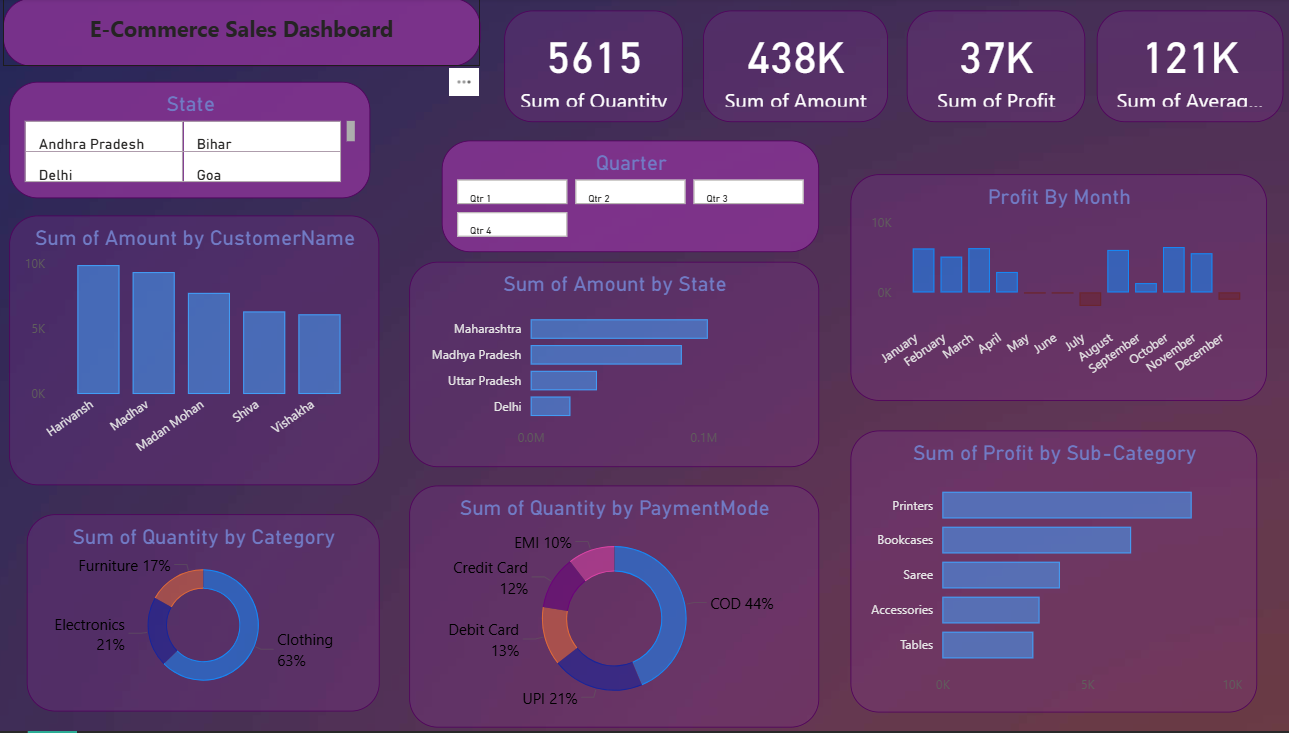 E-Commerce Sales Dashboard
5615
Sum of Quantity
438K
Sum of Amount
37K
Sum of Profit
121K
Sum of Averag...
State
Andhra Pradesh
Bihar
Delhi
Goa
Quarter
Qtr 1
Qtr 2
Qtr 3
Qtr 4
Profit By Month
10K
0K
January
February
March
April
May
June
July
August
September
October
November
December
Sum of Amount by CustomerName
10K
5K
0K
Harivansh
Madhav
Madan Mohan
Shiva
Vishakha
Sum of Amount by State
Maharashtra
Madhya Pradesh
Uttar Pradesh
Delhi
0.0M
0.1M
Sum of Profit by Sub-Category
Printers
Bookcases
Saree
Accessories
Tables
0K
5K
10K
Sum of Quantity by Category
Furniture 17%
Electronics
21%
Clothing
63%
Sum of Quantity by PaymentMode
EMI 10%
Credit Card
12%
Debit Card
13%
UPI 21%
COD 44%